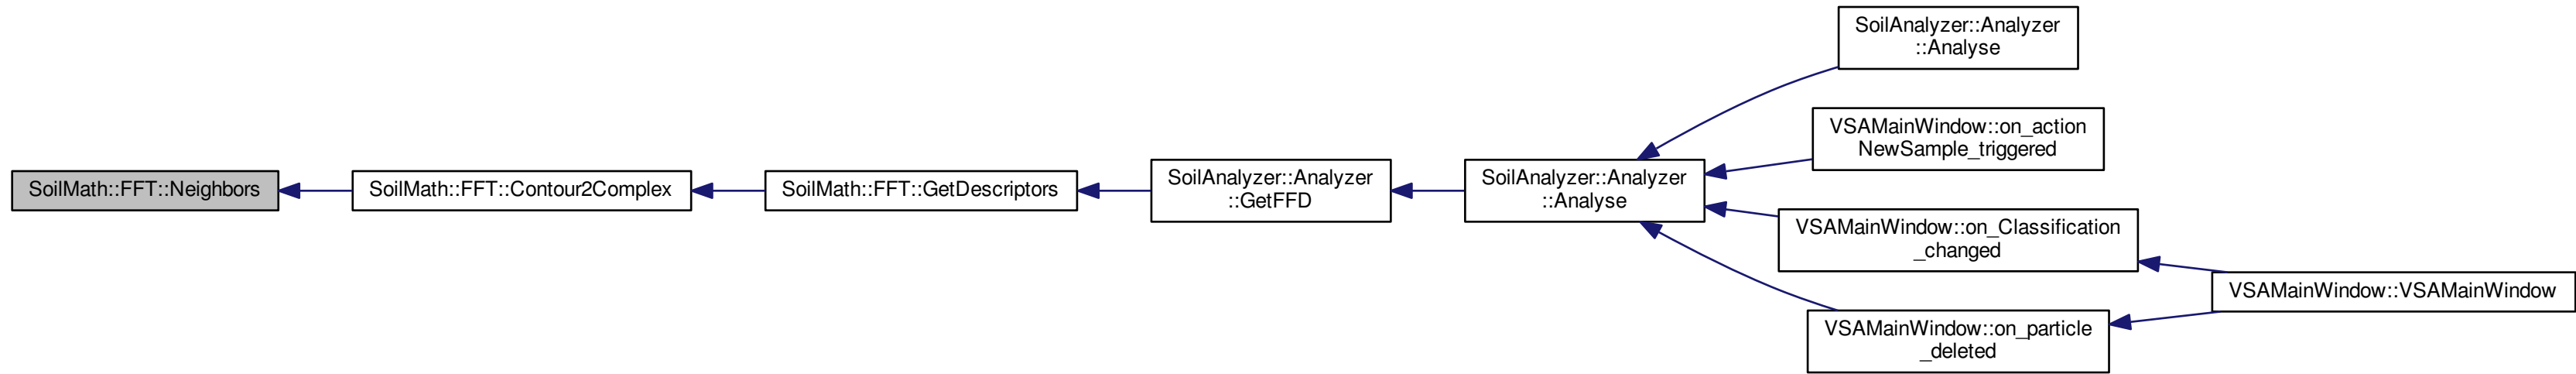 SoilMath::FFT::Neighbors
SoilMath::FFT::Contour2Complex
SoilMath::FFT::GetDescriptors
SoilAnalyzer::Analyzer
::GetFFD
SoilAnalyzer::Analyzer
::Analyse
SoilAnalyzer::Analyzer
::Analyse
VSAMainWindow::on_action
NewSample_triggered
VSAMainWindow::on_Classification
_changed
VSAMainWindow::on_particle
_deleted
VSAMainWindow::VSAMainWindow